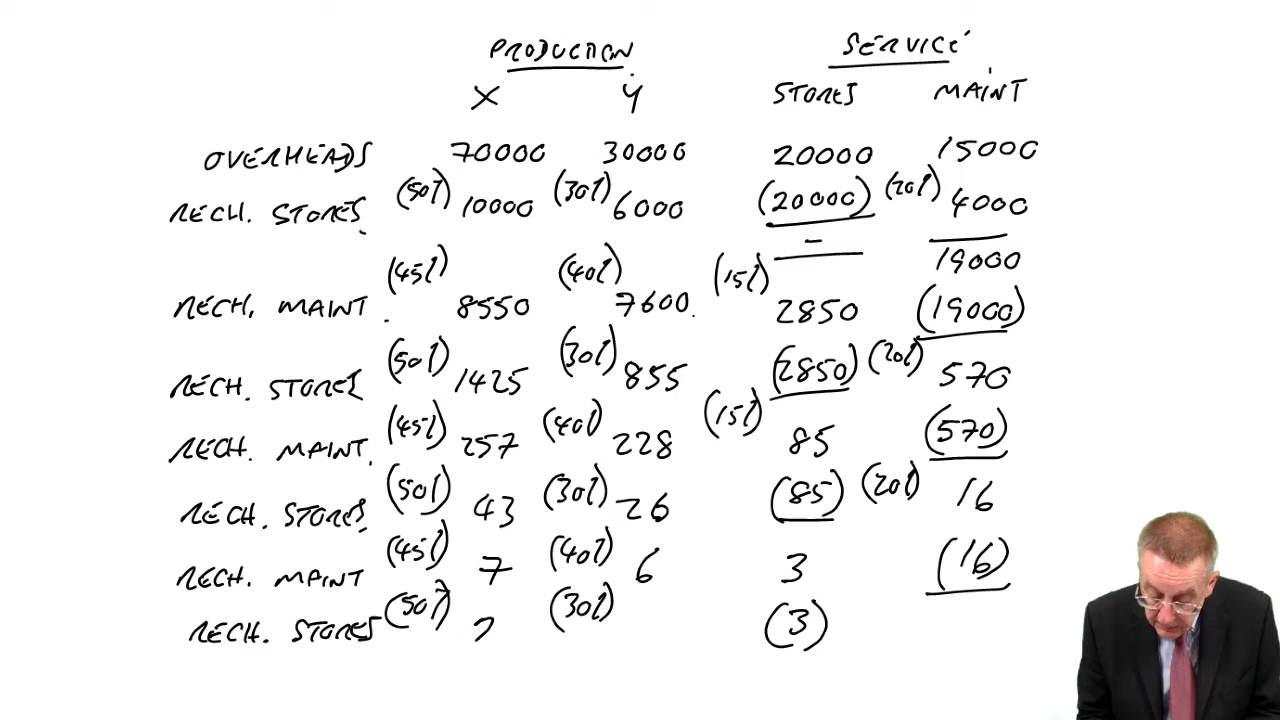 PRODUCTION SERVICE
X Y STORES MAINT
OVERHEADS 70000 30000 20000 15000
RECH. STORES (50%) 10000 (30%) 6000 (20000) (20%) 4000
- 19000
RECH. MAINT. (45%) 8550 (40%) 7600 (15%) 2850 (19000)
RECH. STORES (50%) 1425 (30%) 855 (2850) (20%) 570
RECH. MAINT. (45%) 257 (40%) 228 (15%) 85 (570)
RECH. STORES (50%) 43 (30%) 26 (85) (20%) 16
RECH. MAINT (45%) 7 (40%) 6 3 (16)
RECH. STORES (50%) 2 (30%) (3)